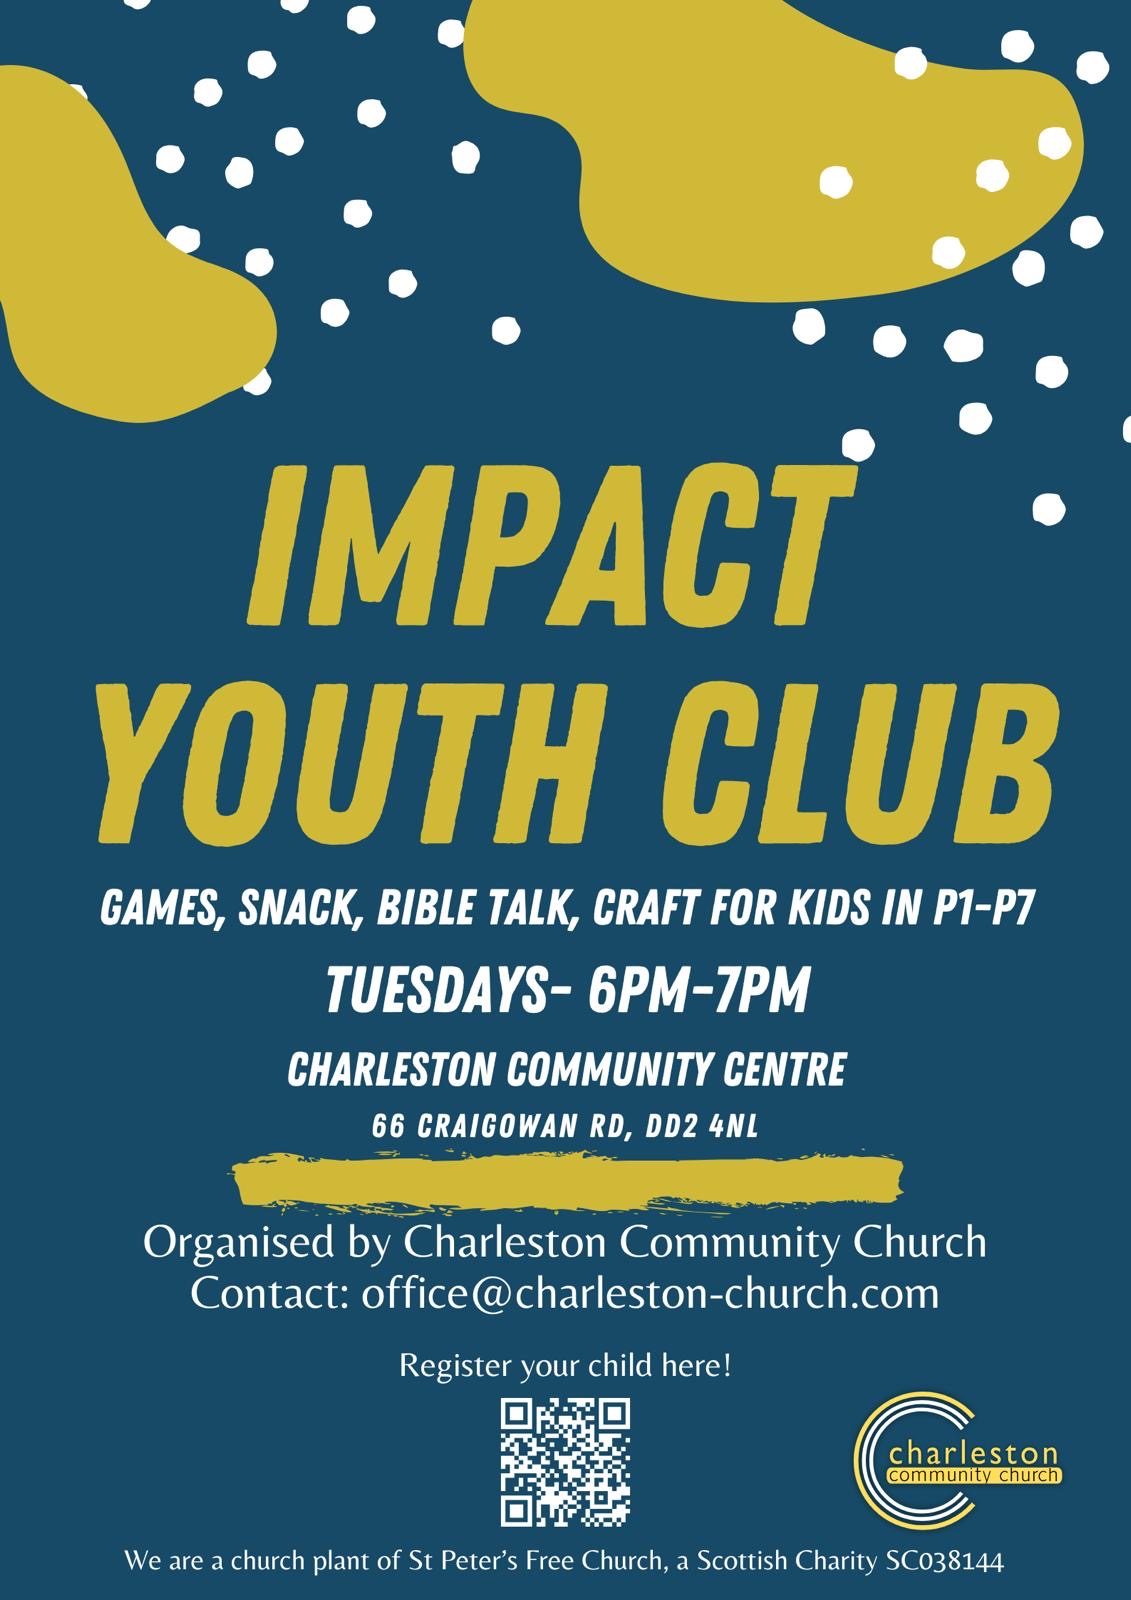 IMPACT
YOUTH CLUB
GAMES, SNACK, BIBLE TALK, CRAFT FOR KIDS IN P1-P7
TUESDAYS- 6PM-7PM
CHARLESTON COMMUNITY CENTRE
66 CRAIGOWAN RD, DD2 4NL
Organised by Charleston Community Church
Contact: office@charleston-church.com
Register your child here!
charleston
community church
We are a church plant of St Peter's Free Church, a Scottish Charity SC038144